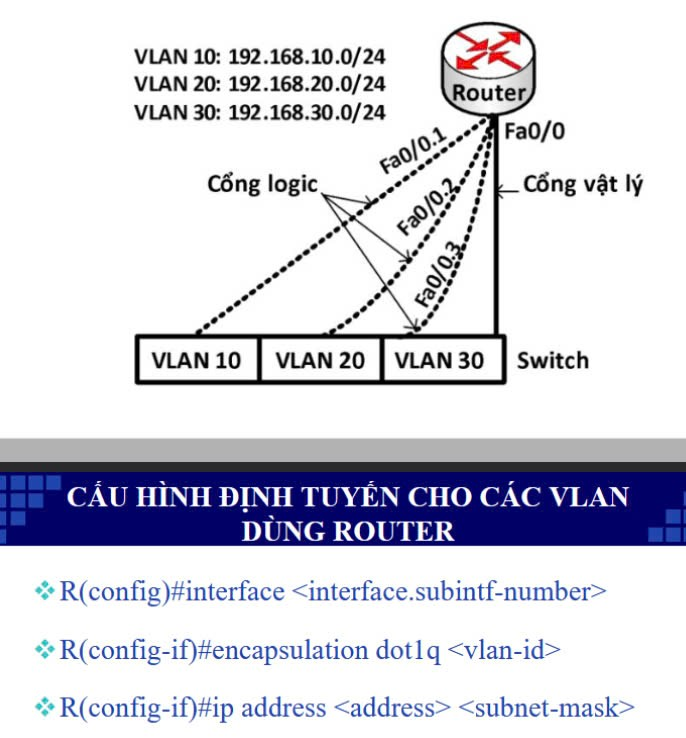 VLAN 10: 192.168.10.0/24
VLAN 20: 192.168.20.0/24
VLAN 30: 192.168.30.0/24
Router
Fa0/0
Fa0/0.1
Cổng logic
Fa0/0.2
Cổng vật lý
Fa0/0.3
VLAN 10
VLAN 20
VLAN 30
Switch
CẤU HÌNH ĐỊNH TUYẾN CHO CÁC VLAN
DÙNG ROUTER
R(config)#interface <interface.subintf-number>
R(config-if)#encapsulation dot1q <vlan-id>
R(config-if)#ip address <address> <subnet-mask>